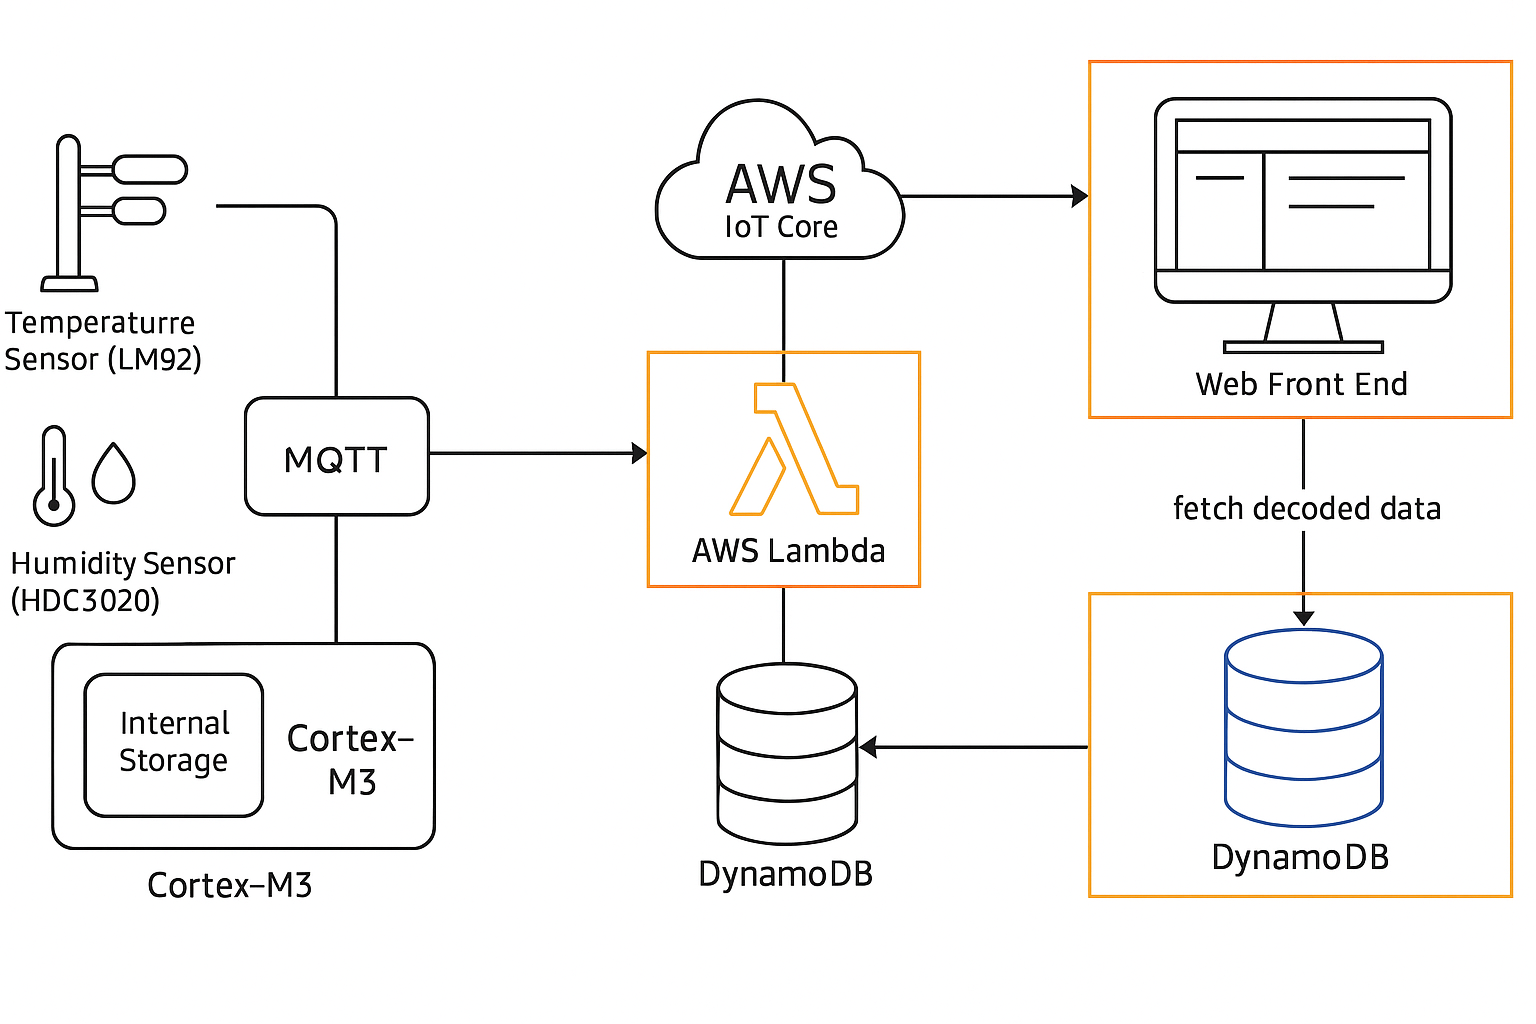 Temperaturre
Sensor (LM92)
Humidity Sensor
(HDC3020)
MQTT
Internal
Storage
Cortex–
M3
Cortex–M3
AWS
IoT Core
AWS Lambda
DynamoDB
Web Front End
fetch decoded data
DynamoDB